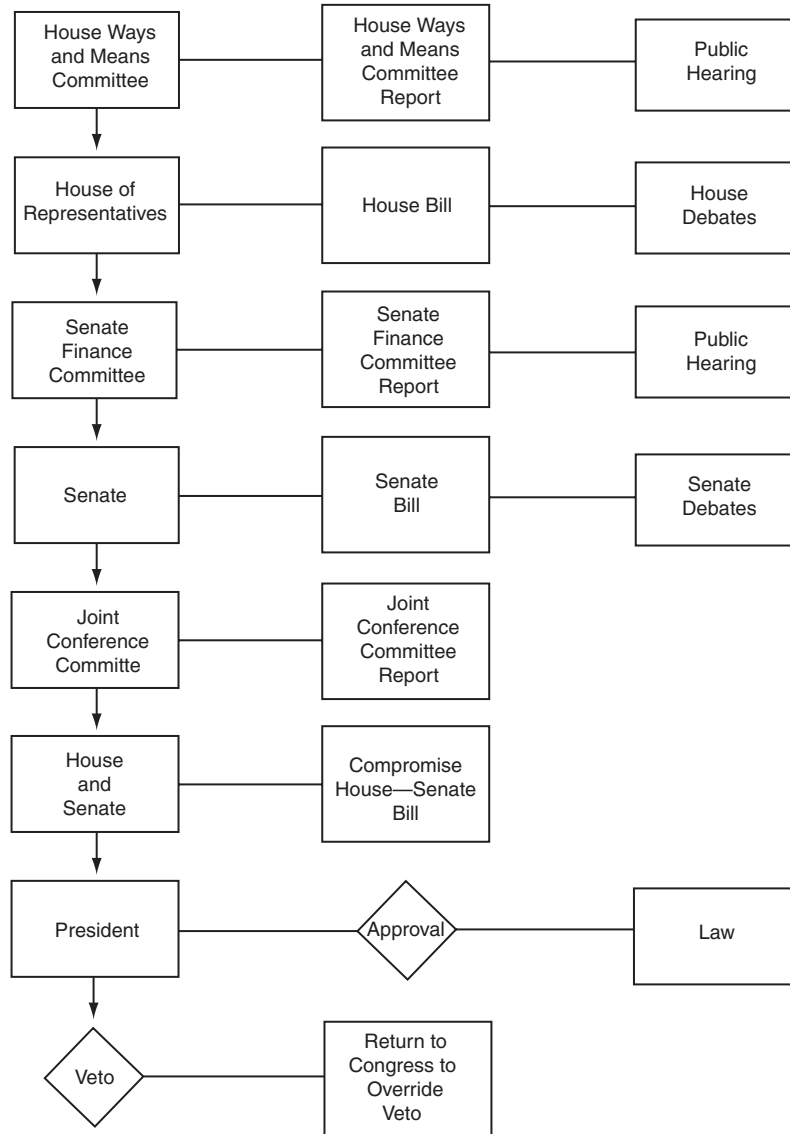 House Ways
and Means
Committee
House Ways
and Means
Committee
Report
Public
Hearing
House of
Representatives
House Bill
House
Debates
Senate
Finance
Committee
Senate
Finance
Committee
Report
Public
Hearing
Senate
Senate
Bill
Senate
Debates
Joint
Conference
Committe
Joint
Conference
Committee
Report
House
and
Senate
Compromise
House—Senate
Bill
President
Approval
Law
Veto
Return to
Congress to
Override
Veto